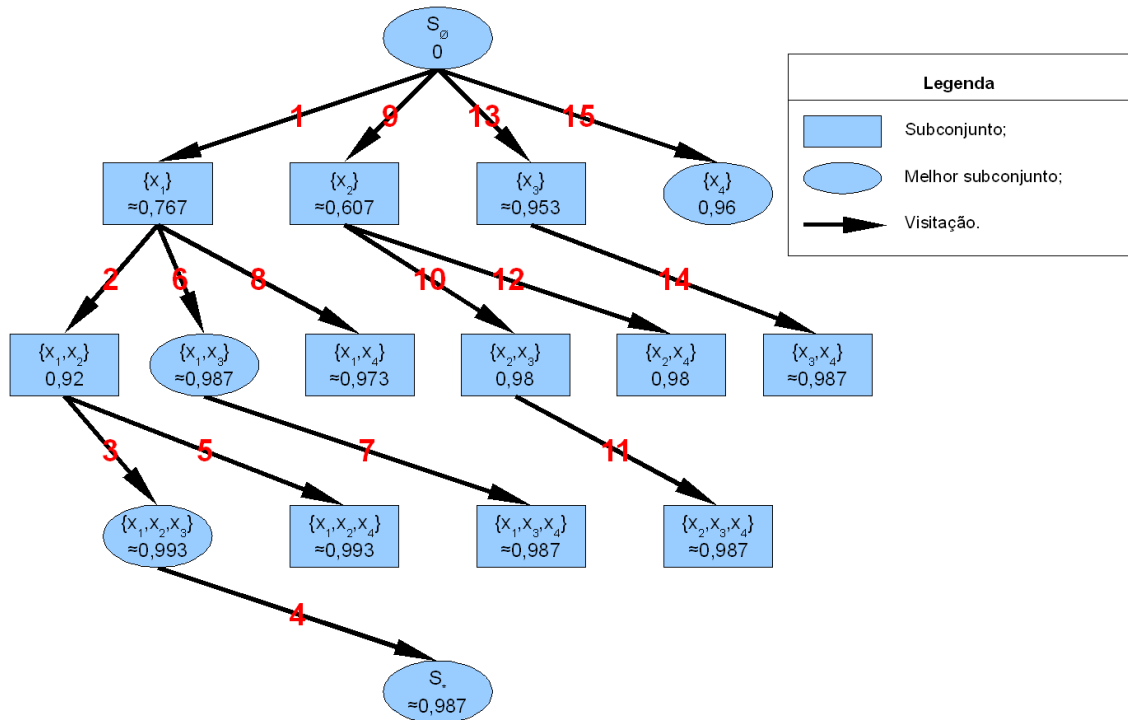 S∅
0
Legenda
Subconjunto;
Melhor subconjunto;
Visitação.
1
9
13
15
{x₁}
≈0,767
{x₂}
≈0,607
{x₃}
≈0,953
{x₄}
0,96
2
6
8
10
12
14
{x₁,x₂}
0,92
{x₁,x₃}
≈0,987
{x₁,x₄}
≈0,973
{x₂,x₃}
0,98
{x₂,x₄}
0,98
{x₃,x₄}
≈0,987
3
5
7
11
{x₁,x₂,x₃}
≈0,993
{x₁,x₂,x₄}
≈0,993
{x₁,x₃,x₄}
≈0,987
{x₂,x₃,x₄}
≈0,987
4
S*
≈0,987